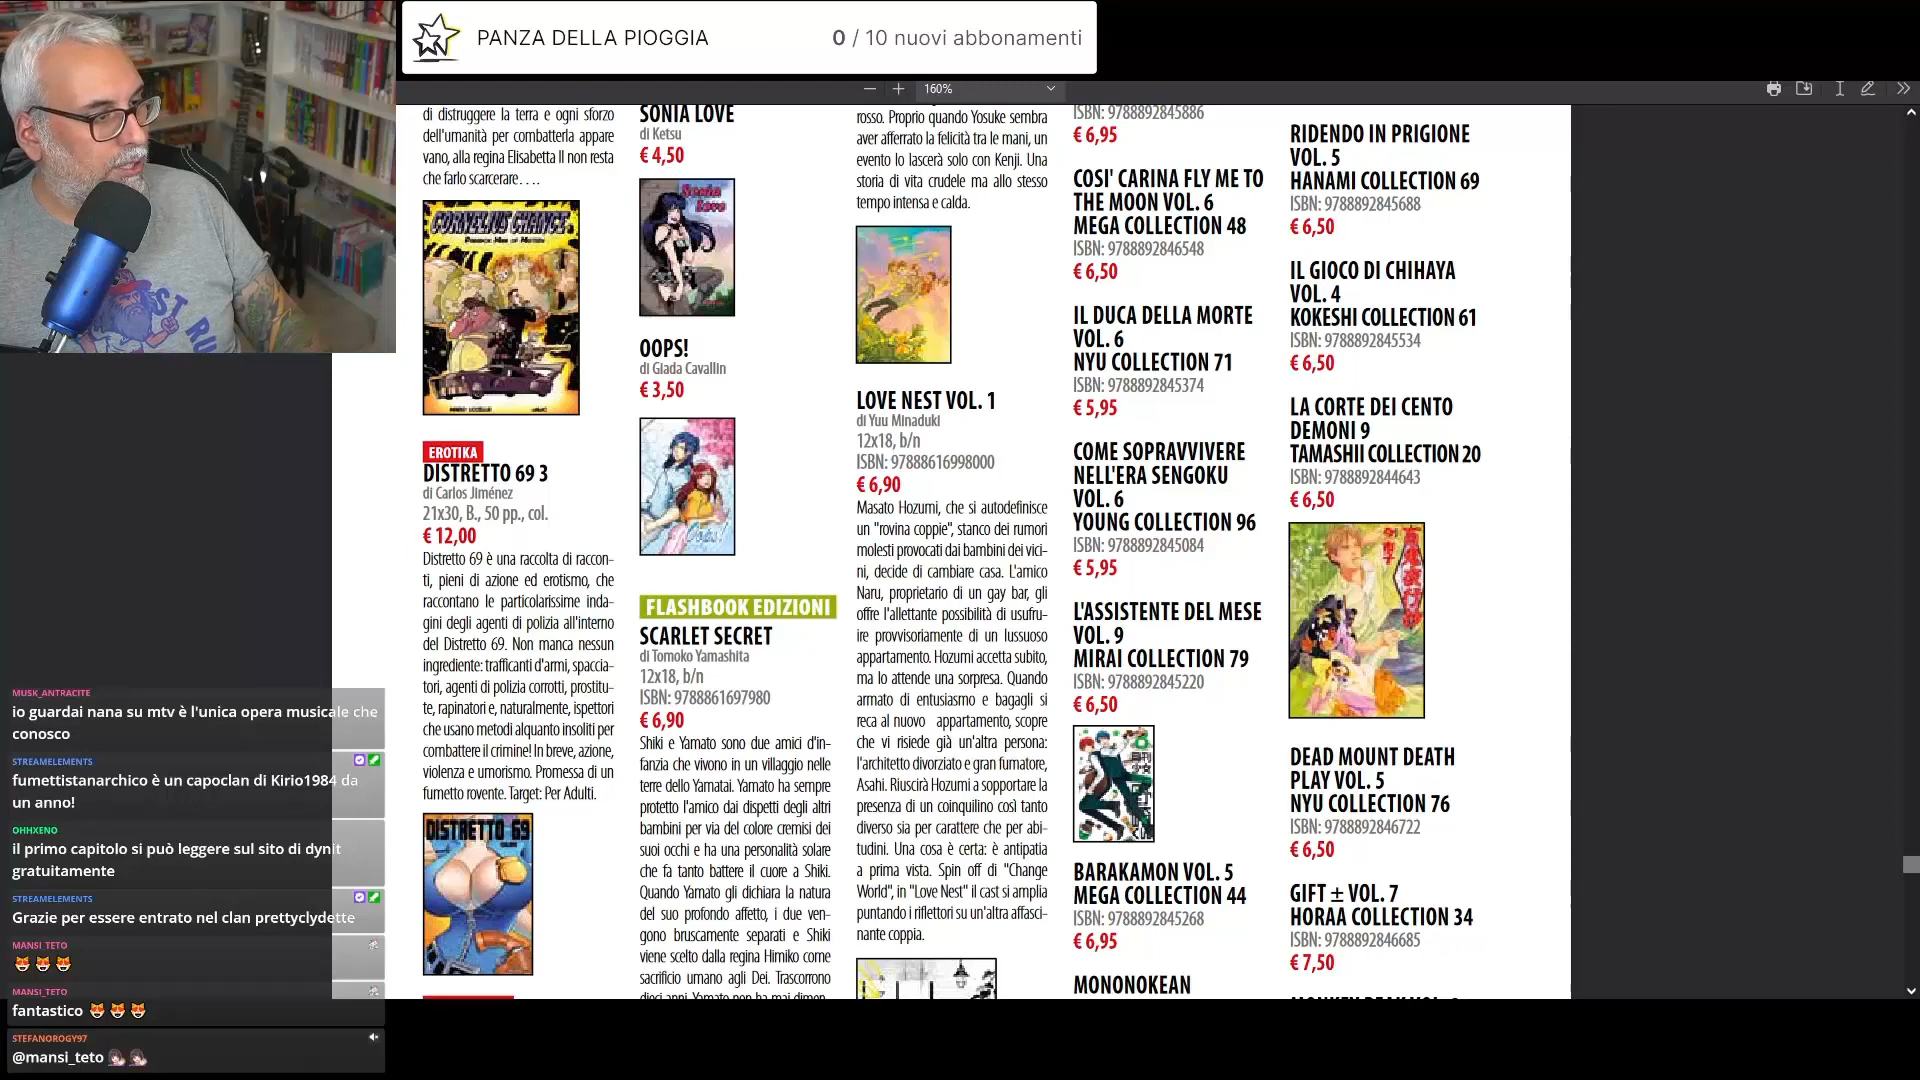 PANZA DELLA PIOGGIA
0 / 10 nuovi abbonamenti
160%
di distruggere la terra e ogni sforzo
dell'umanità per combatterla appare
vano, alla regina Elisabetta II non resta
che farlo scarcerare….
CORNELIUS CHANCE
EROTIKA
DISTRETTO 69 3
di Carlos Jiménez
21x30, B., 50 pp., col.
€ 12,00
Distretto 69 è una raccolta di raccon-
ti, pieni di azione ed erotismo, che
raccontano le particolarissime inda-
gini degli agenti di polizia all'interno
del Distretto 69. Non manca nessun
ingrediente: trafficanti d'armi, spaccia-
tori, agenti di polizia corrotti, prostitu-
te, rapinatori e, naturalmente, ispettori
che usano metodi alquanto insoliti per
combattere il crimine! In breve, azione,
violenza e umorismo. Promessa di un
fumetto rovente. Target: Per Adulti.
DISTRETTO 69
SONIA LOVE
di Ketsu
€ 4,50
Sonia
Love
OOPS!
di Giada Cavallin
€ 3,50
Oops!
FLASHBOOK EDIZIONI
SCARLET SECRET
di Tomoko Yamashita
12x18, b/n
ISBN: 9788861697980
€ 6,90
Shiki e Yamato sono due amici d'in-
fanzia che vivono in un villaggio nelle
terre dello Yamatai. Yamato ha sempre
protetto l'amico dai dispetti degli altri
bambini per via del colore cremisi dei
suoi occhi e ha una personalità solare
che fa tanto battere il cuore a Shiki.
Quando Yamato gli dichiara la natura
del suo profondo affetto, i due ven-
gono bruscamente separati e Shiki
viene scelto dalla regina Himiko come
sacrificio umano agli Dei. Trascorrono
dieci anni, Yamato non ha mai dimen-
rosso. Proprio quando Yosuke sembra
aver afferrato la felicità tra le mani, un
evento lo lascerà solo con Kenji. Una
storia di vita crudele ma allo stesso
tempo intensa e calda.
LOVE NEST VOL. 1
di Yuu Minaduki
12x18, b/n
ISBN: 97888616998000
€ 6,90
Masato Hozumi, che si autodefinisce
un "rovina coppie", stanco dei rumori
molesti provocati dai bambini dei vici-
ni, decide di cambiare casa. L'amico
Naru, proprietario di un gay bar, gli
offre l'allettante possibilità di usufru-
ire provvisoriamente di un lussuoso
appartamento. Hozumi accetta subito,
ma lo attende una sorpresa. Quando
armato di entusiasmo e bagagli si
reca al nuovo appartamento, scopre
che vi risiede già un'altra persona:
l'architetto divorziato e gran fumatore,
Asahi. Riuscirà Hozumi a sopportare la
presenza di un coinquilino così tanto
diverso sia per carattere che per abi-
tudini. Una cosa è certa: è antipatia
a prima vista. Spin off di "Change
World", in "Love Nest" il cast si amplia
puntando i riflettori su un'altra affasci-
nante coppia.
ISBN: 9788892845886
€ 6,95
COSI' CARINA FLY ME TO
THE MOON VOL. 6
MEGA COLLECTION 48
ISBN: 9788892846548
€ 6,50
IL DUCA DELLA MORTE
VOL. 6
NYU COLLECTION 71
ISBN: 9788892845374
€ 5,95
COME SOPRAVVIVERE
NELL'ERA SENGOKU
VOL. 6
YOUNG COLLECTION 96
ISBN: 9788892845084
€ 5,95
L'ASSISTENTE DEL MESE
VOL. 9
MIRAI COLLECTION 79
ISBN: 9788892845220
€ 6,50
BARAKAMON VOL. 5
MEGA COLLECTION 44
ISBN: 9788892845268
€ 6,95
MONONOKEAN
RIDENDO IN PRIGIONE
VOL. 5
HANAMI COLLECTION 69
ISBN: 9788892845688
€ 6,50
IL GIOCO DI CHIHAYA
VOL. 4
KOKESHI COLLECTION 61
ISBN: 9788892845534
€ 6,50
LA CORTE DEI CENTO
DEMONI 9
TAMASHII COLLECTION 20
ISBN: 9788892844643
€ 6,50
DEAD MOUNT DEATH
PLAY VOL. 5
NYU COLLECTION 76
ISBN: 9788892846722
€ 6,50
GIFT ± VOL. 7
HORAA COLLECTION 34
ISBN: 9788892846685
€ 7,50
MUSK_ANTRACITE
io guardai nana su mtv è l'unica opera musicale che
conosco
STREAMELEMENTS
fumettistanarchico è un capoclan di Kirio1984 da
un anno!
OHHXENO
il primo capitolo si può leggere sul sito di dynit
gratuitamente
STREAMELEMENTS
Grazie per essere entrato nel clan prettyclydette
MANSI_TETO
😻 😻 😻
MANSI_TETO
fantastico 😻 😻 😻
STEFANOROGY97
@mansi_teto